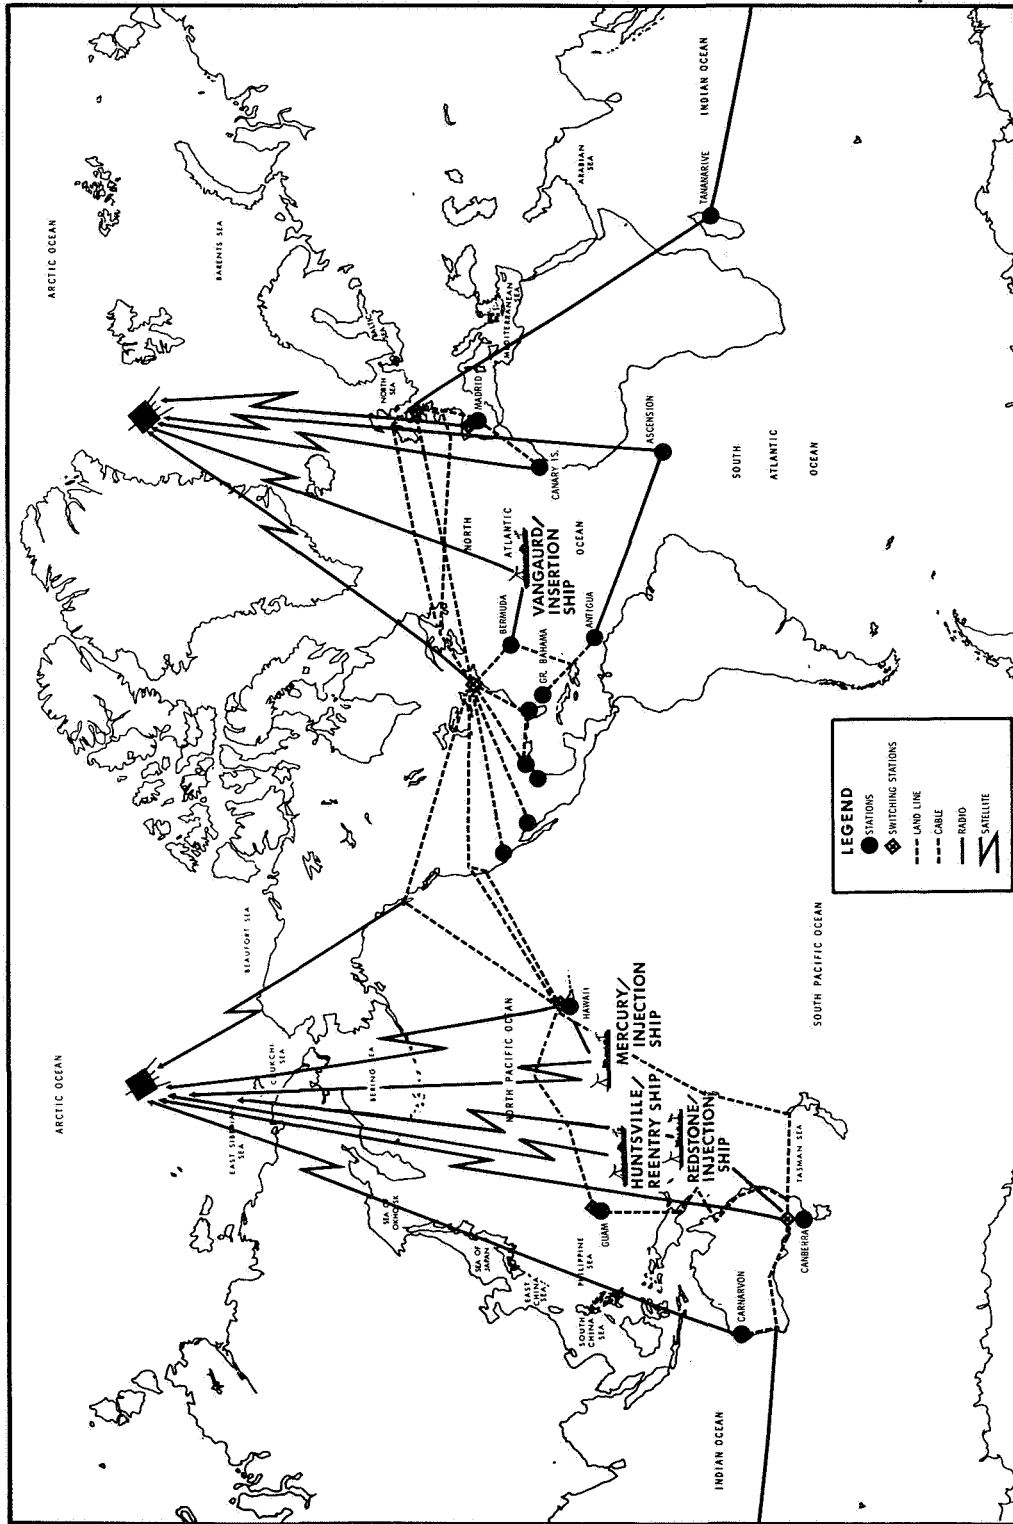 ARCTIC OCEAN
ARCTIC OCEAN
BEAUFORT SEA
BARENTS SEA
EAST SIBERIAN
SEA
CHUKCHI
SEA
BERING SEA
SEA OF
OKHOTSK
SEA OF
JAPAN
EAST
CHINA
SEA
SOUTH
CHINA
SEA
PHILIPPINE
SEA
NORTH PACIFIC OCEAN
NORTH
SEA
BALTIC
SEA
MEDITERRANEAN
SEA
ARABIAN
SEA
NORTH
ATLANTIC
OCEAN
MADRID
CANARY IS.
VANGAURD/
INSERTION
SHIP
BERMUDA
GR. BAHAMA
ANTIGUA
ASCENSION
TANANARIVE
INDIAN OCEAN
SOUTH
ATLANTIC
OCEAN
HAWAII
MERCURY/
INJECTION
SHIP
HUNTSVILLE/
REENTRY SHIP
REDSTONE/
INJECTION
SHIP
GUAM
CARNARVON
CANBERRA
TASMAN SEA
INDIAN OCEAN
SOUTH PACIFIC OCEAN
LEGEND
STATIONS
SWITCHING STATIONS
LAND LINE
CABLE
RADIO
SATELLITE